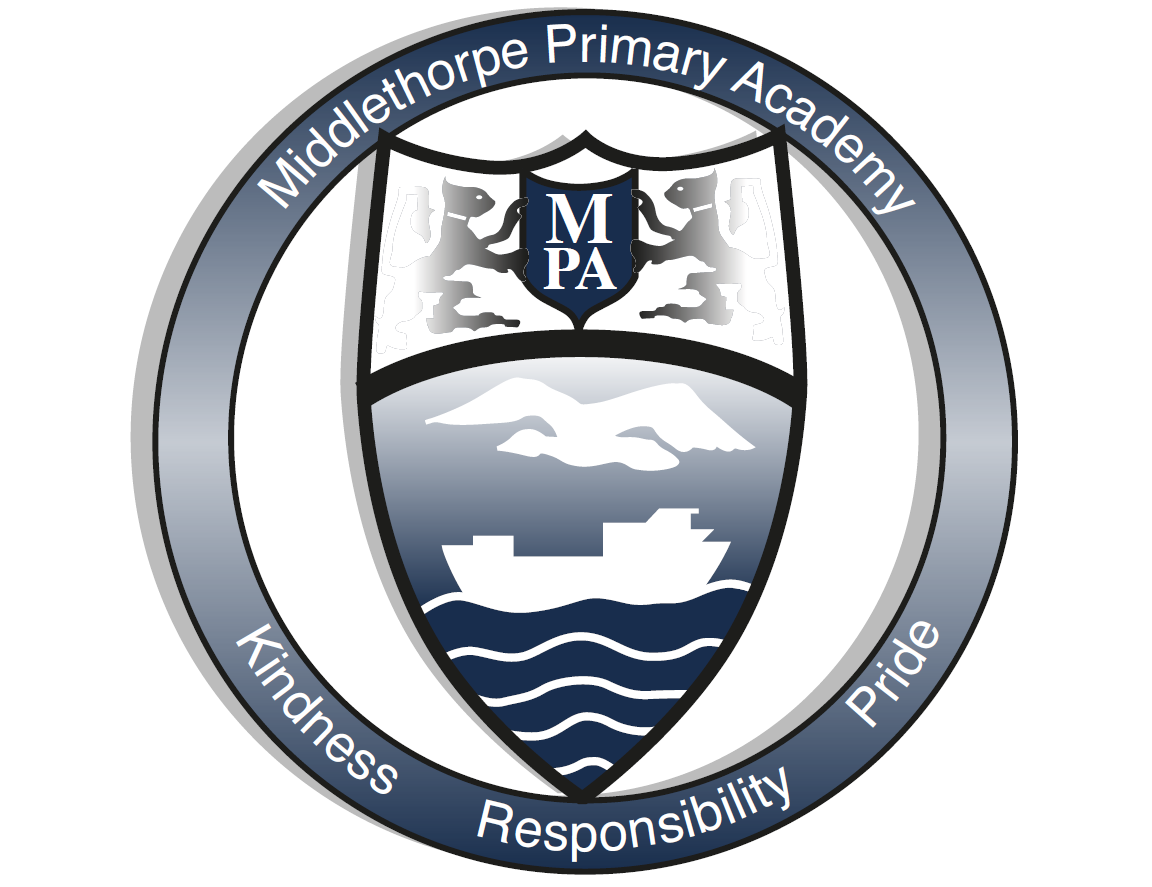 Middlethorpe Primary Academy
M
PA
Kindness Responsibility Pride